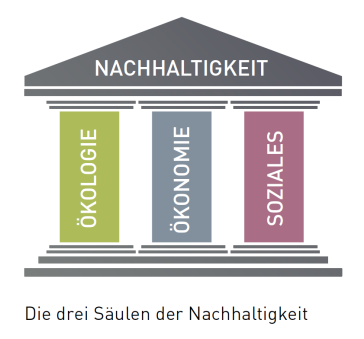 NACHHALTIGKEIT
ÖKOLOGIE
ÖKONOMIE
SOZIALES
Die drei Säulen der Nachhaltigkeit